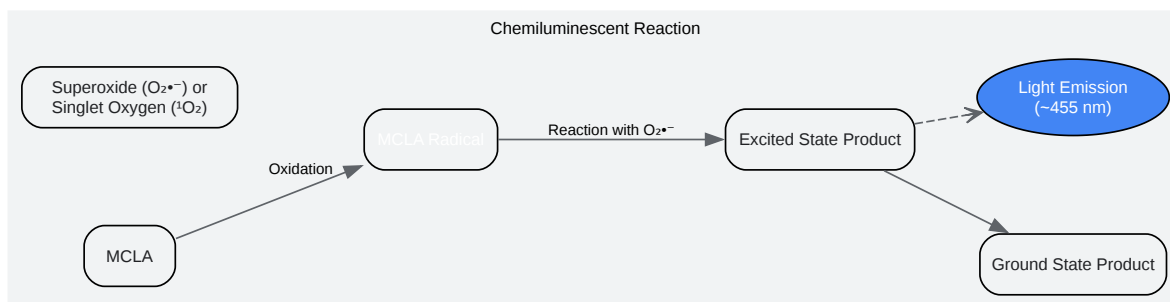 Chemiluminescent Reaction
Superoxide (O₂•⁻) or
Singlet Oxygen (¹O₂)
Light Emission
(~455 nm)
MCLA Radical
Reaction with O₂•⁻
Excited State Product
Oxidation
MCLA
Ground State Product